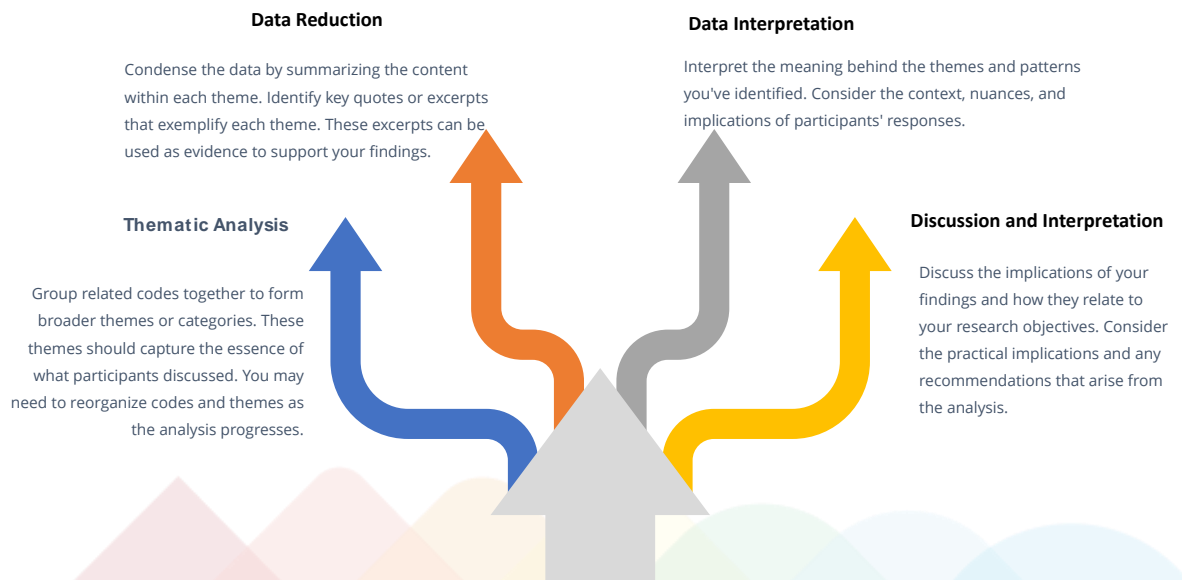 Data Reduction
Condense the data by summarizing the content
within each theme. Identify key quotes or excerpts
that exemplify each theme. These excerpts can be
used as evidence to support your findings.
Data Interpretation
Interpret the meaning behind the themes and patterns
you've identified. Consider the context, nuances, and
implications of participants' responses.
Thematic Analysis
Group related codes together to form
broader themes or categories. These
themes should capture the essence of
what participants discussed. You may
need to reorganize codes and themes as
the analysis progresses.
Discussion and Interpretation
Discuss the implications of your
findings and how they relate to
your research objectives. Consider
the practical implications and any
recommendations that arise from
the analysis.